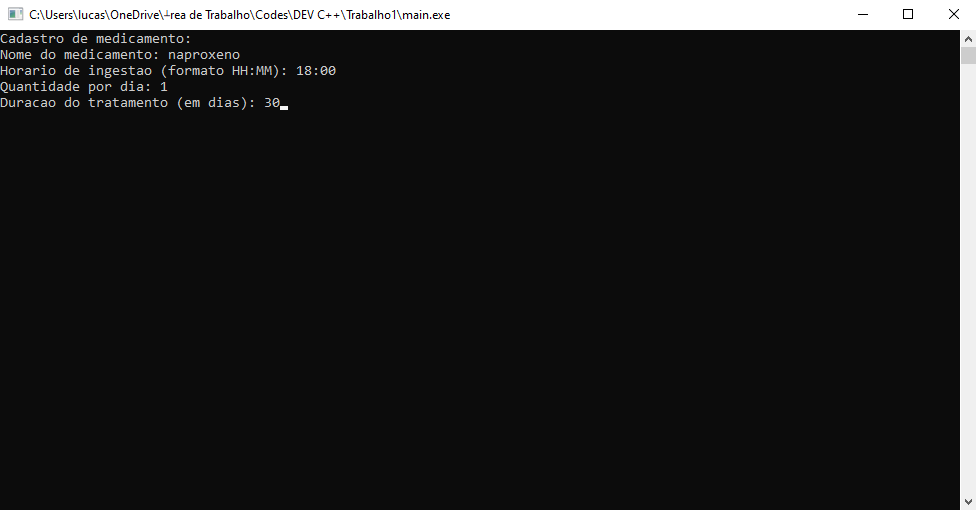 C:\Users\lucas\OneDrive\┴rea de Trabalho\Codes\DEV C++\Trabalho1\main.exe
Cadastro de medicamento:
Nome do medicamento: naproxeno
Horario de ingestao (formato HH:MM): 18:00
Quantidade por dia: 1
Duracao do tratamento (em dias): 30